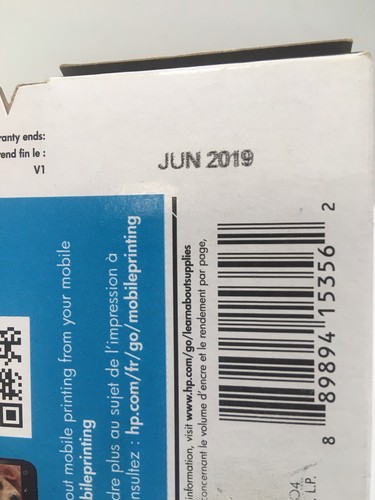 ranty ends:
end fin le :
V1
JUN 2019
out mobile printing from your mobile
bileprinting
dre plus au sujet de l'impression à
nsultez : hp.com/fr/go/mobileprinting
information, visit www.hp.com/go/learnaboutsupplies
concernant le volume d'encre et le rendement par page,
8 89894 15356 2
L.P.